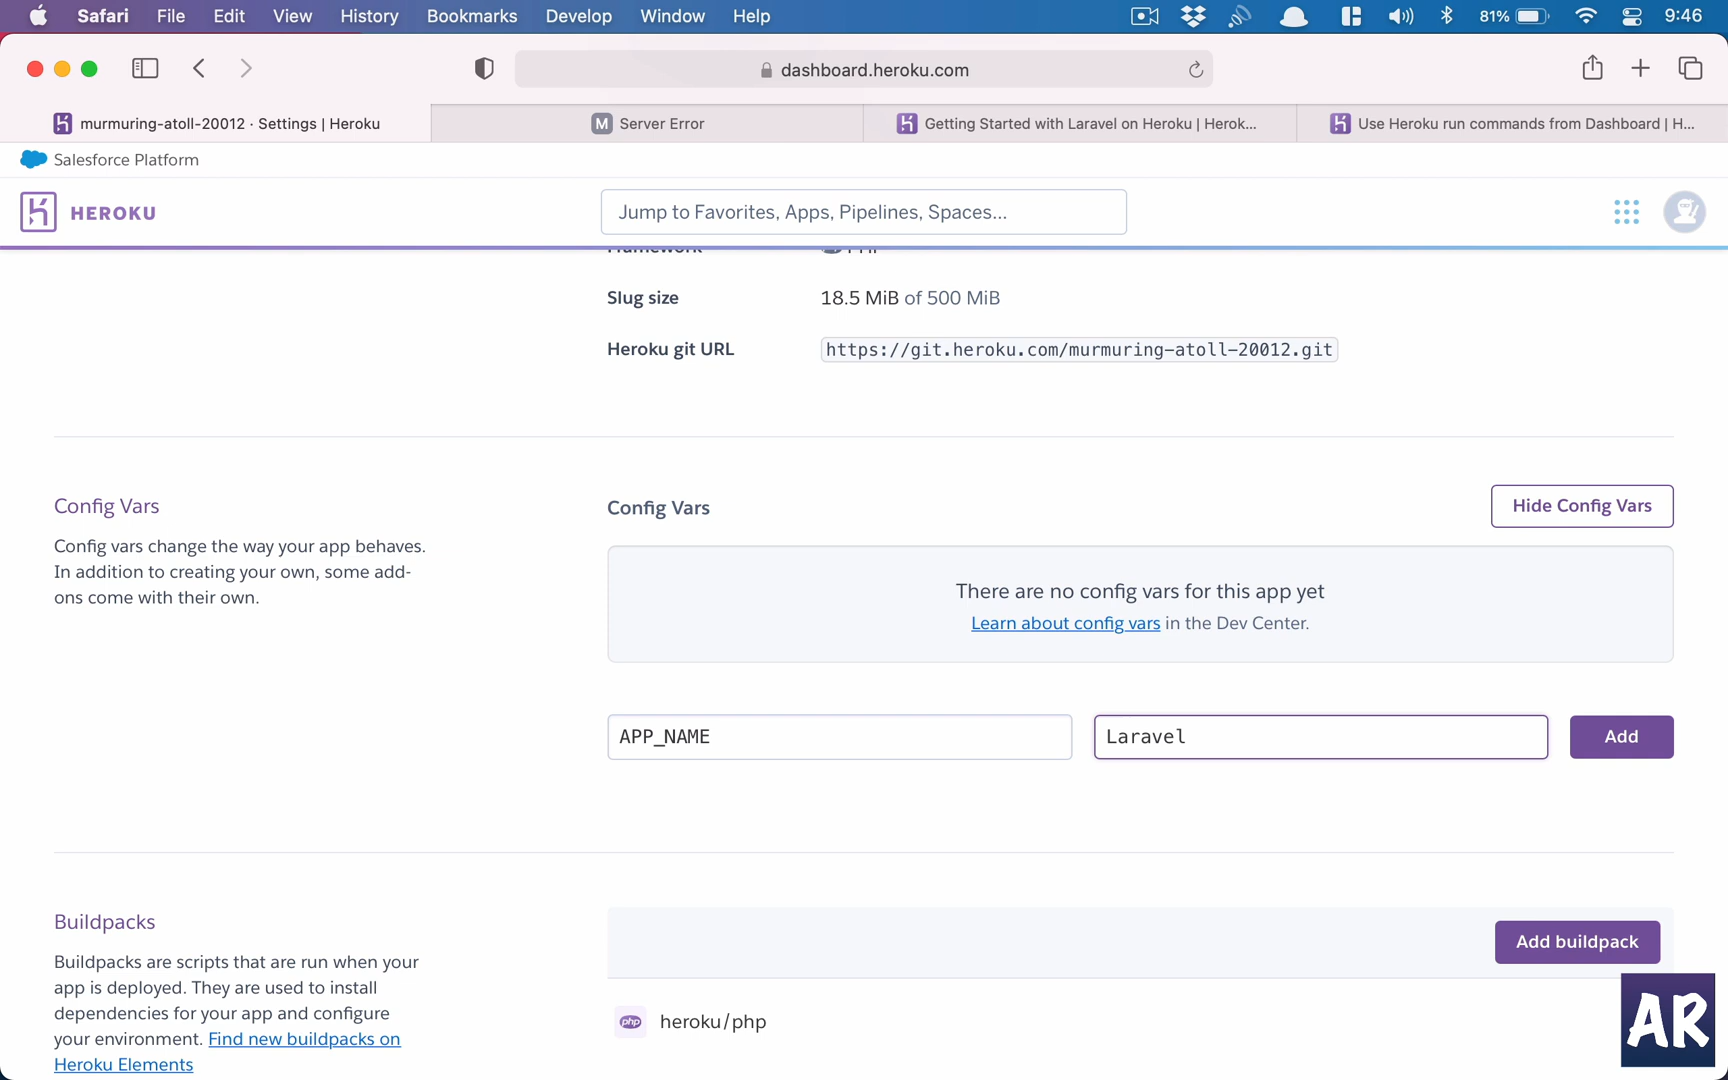 Safari File Edit View History Bookmarks Develop Window Help 81% 9:46
dashboard.heroku.com
murmuring-atoll-20012 · Settings | Heroku
M Server Error
Getting Started with Laravel on Heroku | Herok...
Use Heroku run commands from Dashboard | H...
Salesforce Platform
HEROKU
Jump to Favorites, Apps, Pipelines, Spaces...
Slug size 18.5 MiB of 500 MiB
Heroku git URL https://git.heroku.com/murmuring-atoll-20012.git
Config Vars
Config vars change the way your app behaves.
In addition to creating your own, some add-
ons come with their own.
Config Vars
Hide Config Vars
There are no config vars for this app yet
Learn about config vars in the Dev Center.
APP_NAME
Laravel
Add
Buildpacks
Buildpacks are scripts that are run when your
app is deployed. They are used to install
dependencies for your app and configure
your environment. Find new buildpacks on
Heroku Elements
Add buildpack
php heroku/php
AR